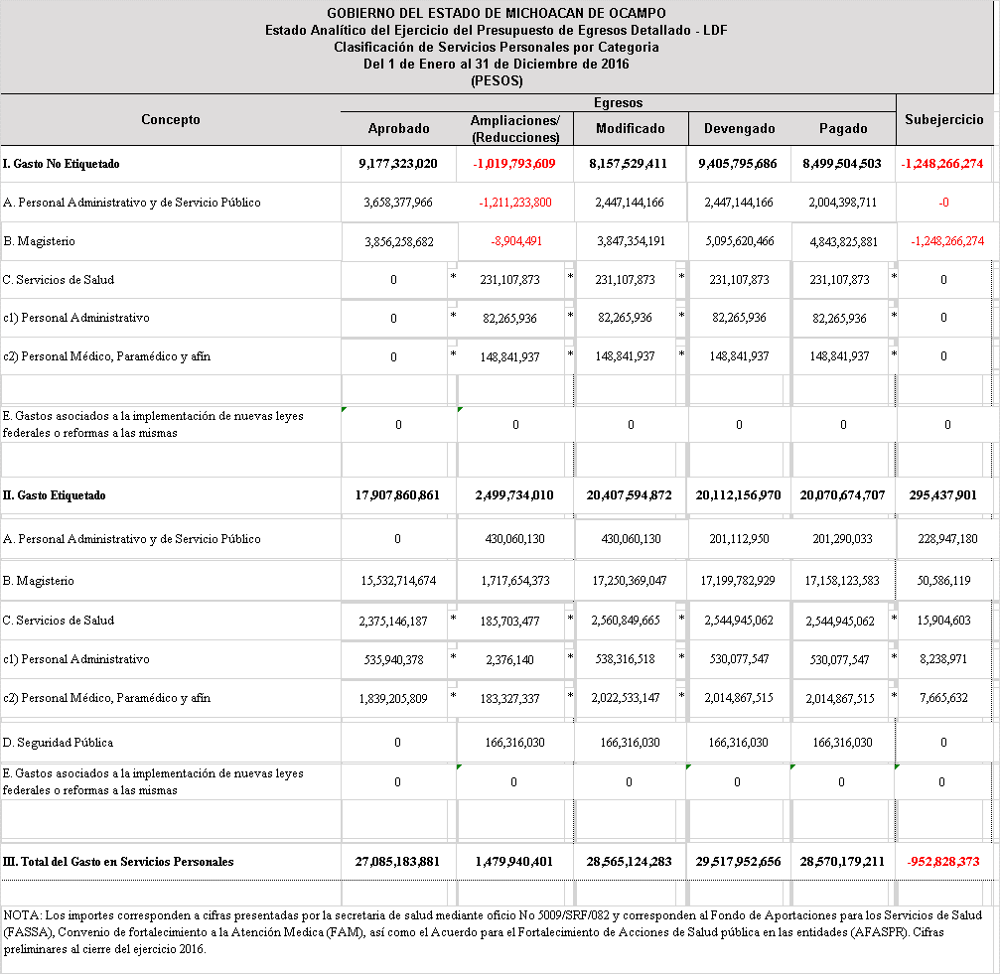 GOBIERNO DEL ESTADO DE MICHOACAN DE OCAMPO
Estado Analítico del Ejercicio del Presupuesto de Egresos Detallado - LDF
Clasificación de Servicios Personales por Categoria
Del 1 de Enero al 31 de Diciembre de 2016
(PESOS)
Egresos
Concepto Aprobado Ampliaciones/ (Reducciones) Modificado Devengado Pagado Subejercicio
I. Gasto No Etiquetado 9,177,323,020 -1,019,793,609 8,157,529,411 9,405,795,686 8,499,504,503 -1,248,266,274
A. Personal Administrativo y de Servicio Público 3,658,377,966 -1,211,233,800 2,447,144,166 2,447,144,166 2,004,398,711 -0
B. Magisterio 3,856,258,682 -8,904,491 3,847,354,191 5,095,620,466 4,843,825,881 -1,248,266,274
C. Servicios de Salud 0 * 231,107,873 * 231,107,873 * 231,107,873 231,107,873 * 0
c1) Personal Administrativo 0 * 82,265,936 * 82,265,936 * 82,265,936 82,265,936 * 0
c2) Personal Médico, Paramédico y afín 0 * 148,841,937 * 148,841,937 * 148,841,937 148,841,937 * 0
E. Gastos asociados a la implementación de nuevas leyes
federales o reformas a las mismas 0 0 0 0 0 0
II. Gasto Etiquetado 17,907,860,861 2,499,734,010 20,407,594,872 20,112,156,970 20,070,674,707 295,437,901
A. Personal Administrativo y de Servicio Público 0 430,060,130 430,060,130 201,112,950 201,290,033 228,947,180
B. Magisterio 15,532,714,674 1,717,654,373 17,250,369,047 17,199,782,929 17,158,123,583 50,586,119
C. Servicios de Salud 2,375,146,187 * 185,703,477 * 2,560,849,665 * 2,544,945,062 2,544,945,062 * 15,904,603
c1) Personal Administrativo 535,940,378 * 2,376,140 * 538,316,518 * 530,077,547 530,077,547 * 8,238,971
c2) Personal Médico, Paramédico y afín 1,839,205,809 * 183,327,337 * 2,022,533,147 * 2,014,867,515 2,014,867,515 * 7,665,632
D. Seguridad Pública 0 166,316,030 166,316,030 166,316,030 166,316,030 0
E. Gastos asociados a la implementación de nuevas leyes
federales o reformas a las mismas 0 0 0 0 0 0
III. Total del Gasto en Servicios Personales 27,085,183,881 1,479,940,401 28,565,124,283 29,517,952,656 28,570,179,211 -952,828,373
NOTA: Los importes corresponden a cifras presentadas por la secretaria de salud mediante oficio No 5009/SRF/082 y corresponden al Fondo de Aportaciones para los Servicios de Salud
(FASSA), Convenio de fortalecimiento a la Atención Medica (FAM), así como el Acuerdo para el Fortalecimiento de Acciones de Salud pública en las entidades (AFASPR). Cifras
preliminares al cierre del ejercicio 2016.